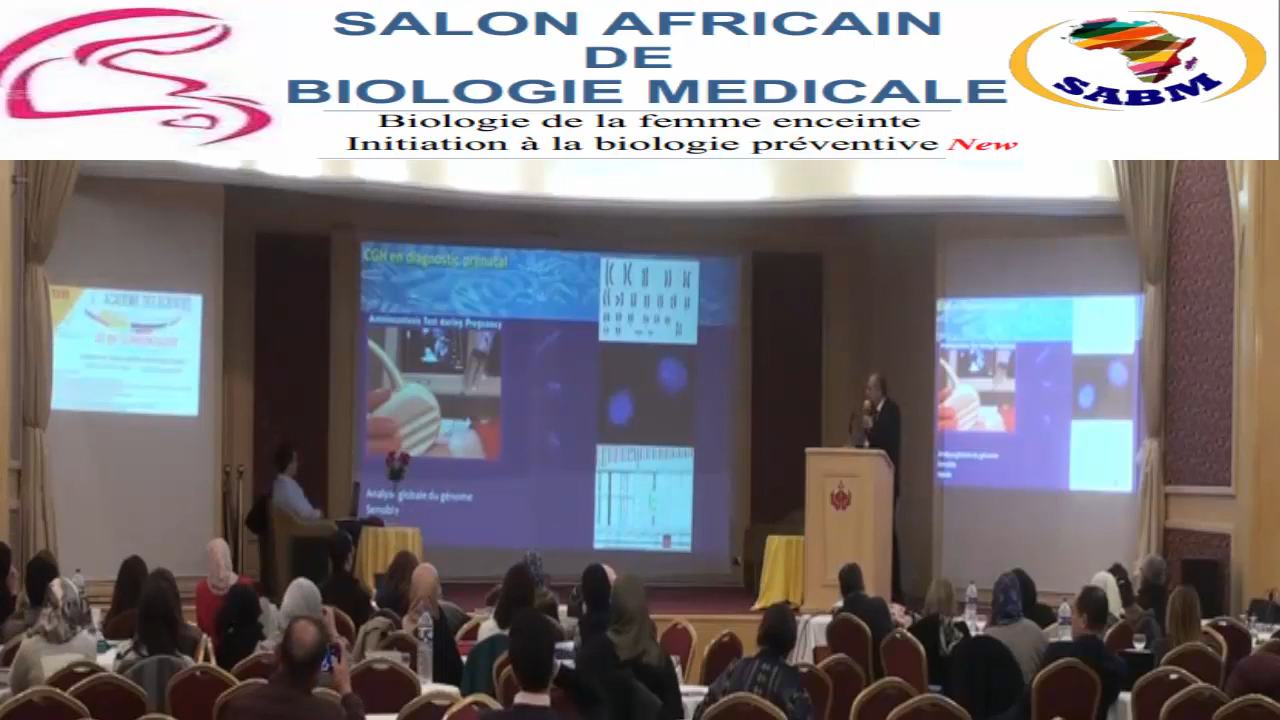 SALON AFRICAIN
DE
BIOLOGIE MEDICALE
SABM
Biologie de la femme enceinte
Initiation à la biologie préventive New
CGH en diagnostic prénatal
Amniocentesis Test during Pregnancy
Analyse globale du génome
Sensible